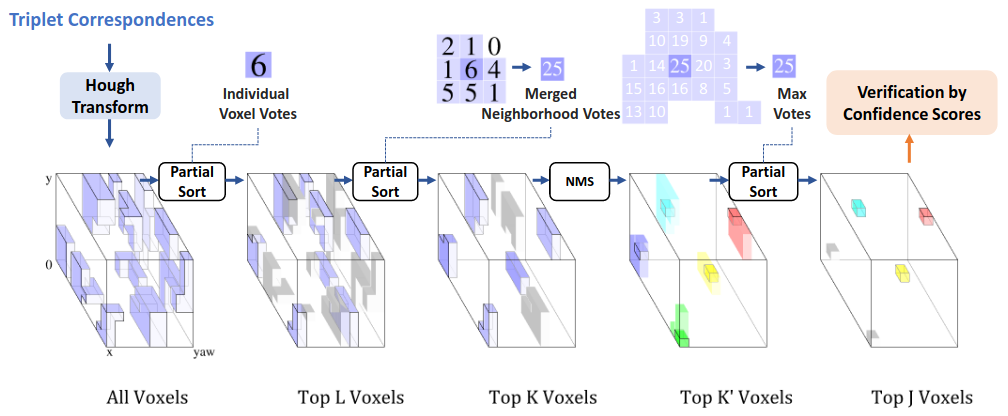 Triplet Correspondences
Hough
Transform
6
Individual
Voxel Votes
2 1 0
1 6 4
5 5 1
25
Merged
Neighborhood Votes
3 3 1
10 19 9 4
1 14 25 20 3
15 16 16 8 5
13 10 1 1
25
Max
Votes
Verification by
Confidence Scores
Partial
Sort
Partial
Sort
NMS
Partial
Sort
y
0
x
yaw
All Voxels
Top L Voxels
Top K Voxels
Top K' Voxels
Top J Voxels